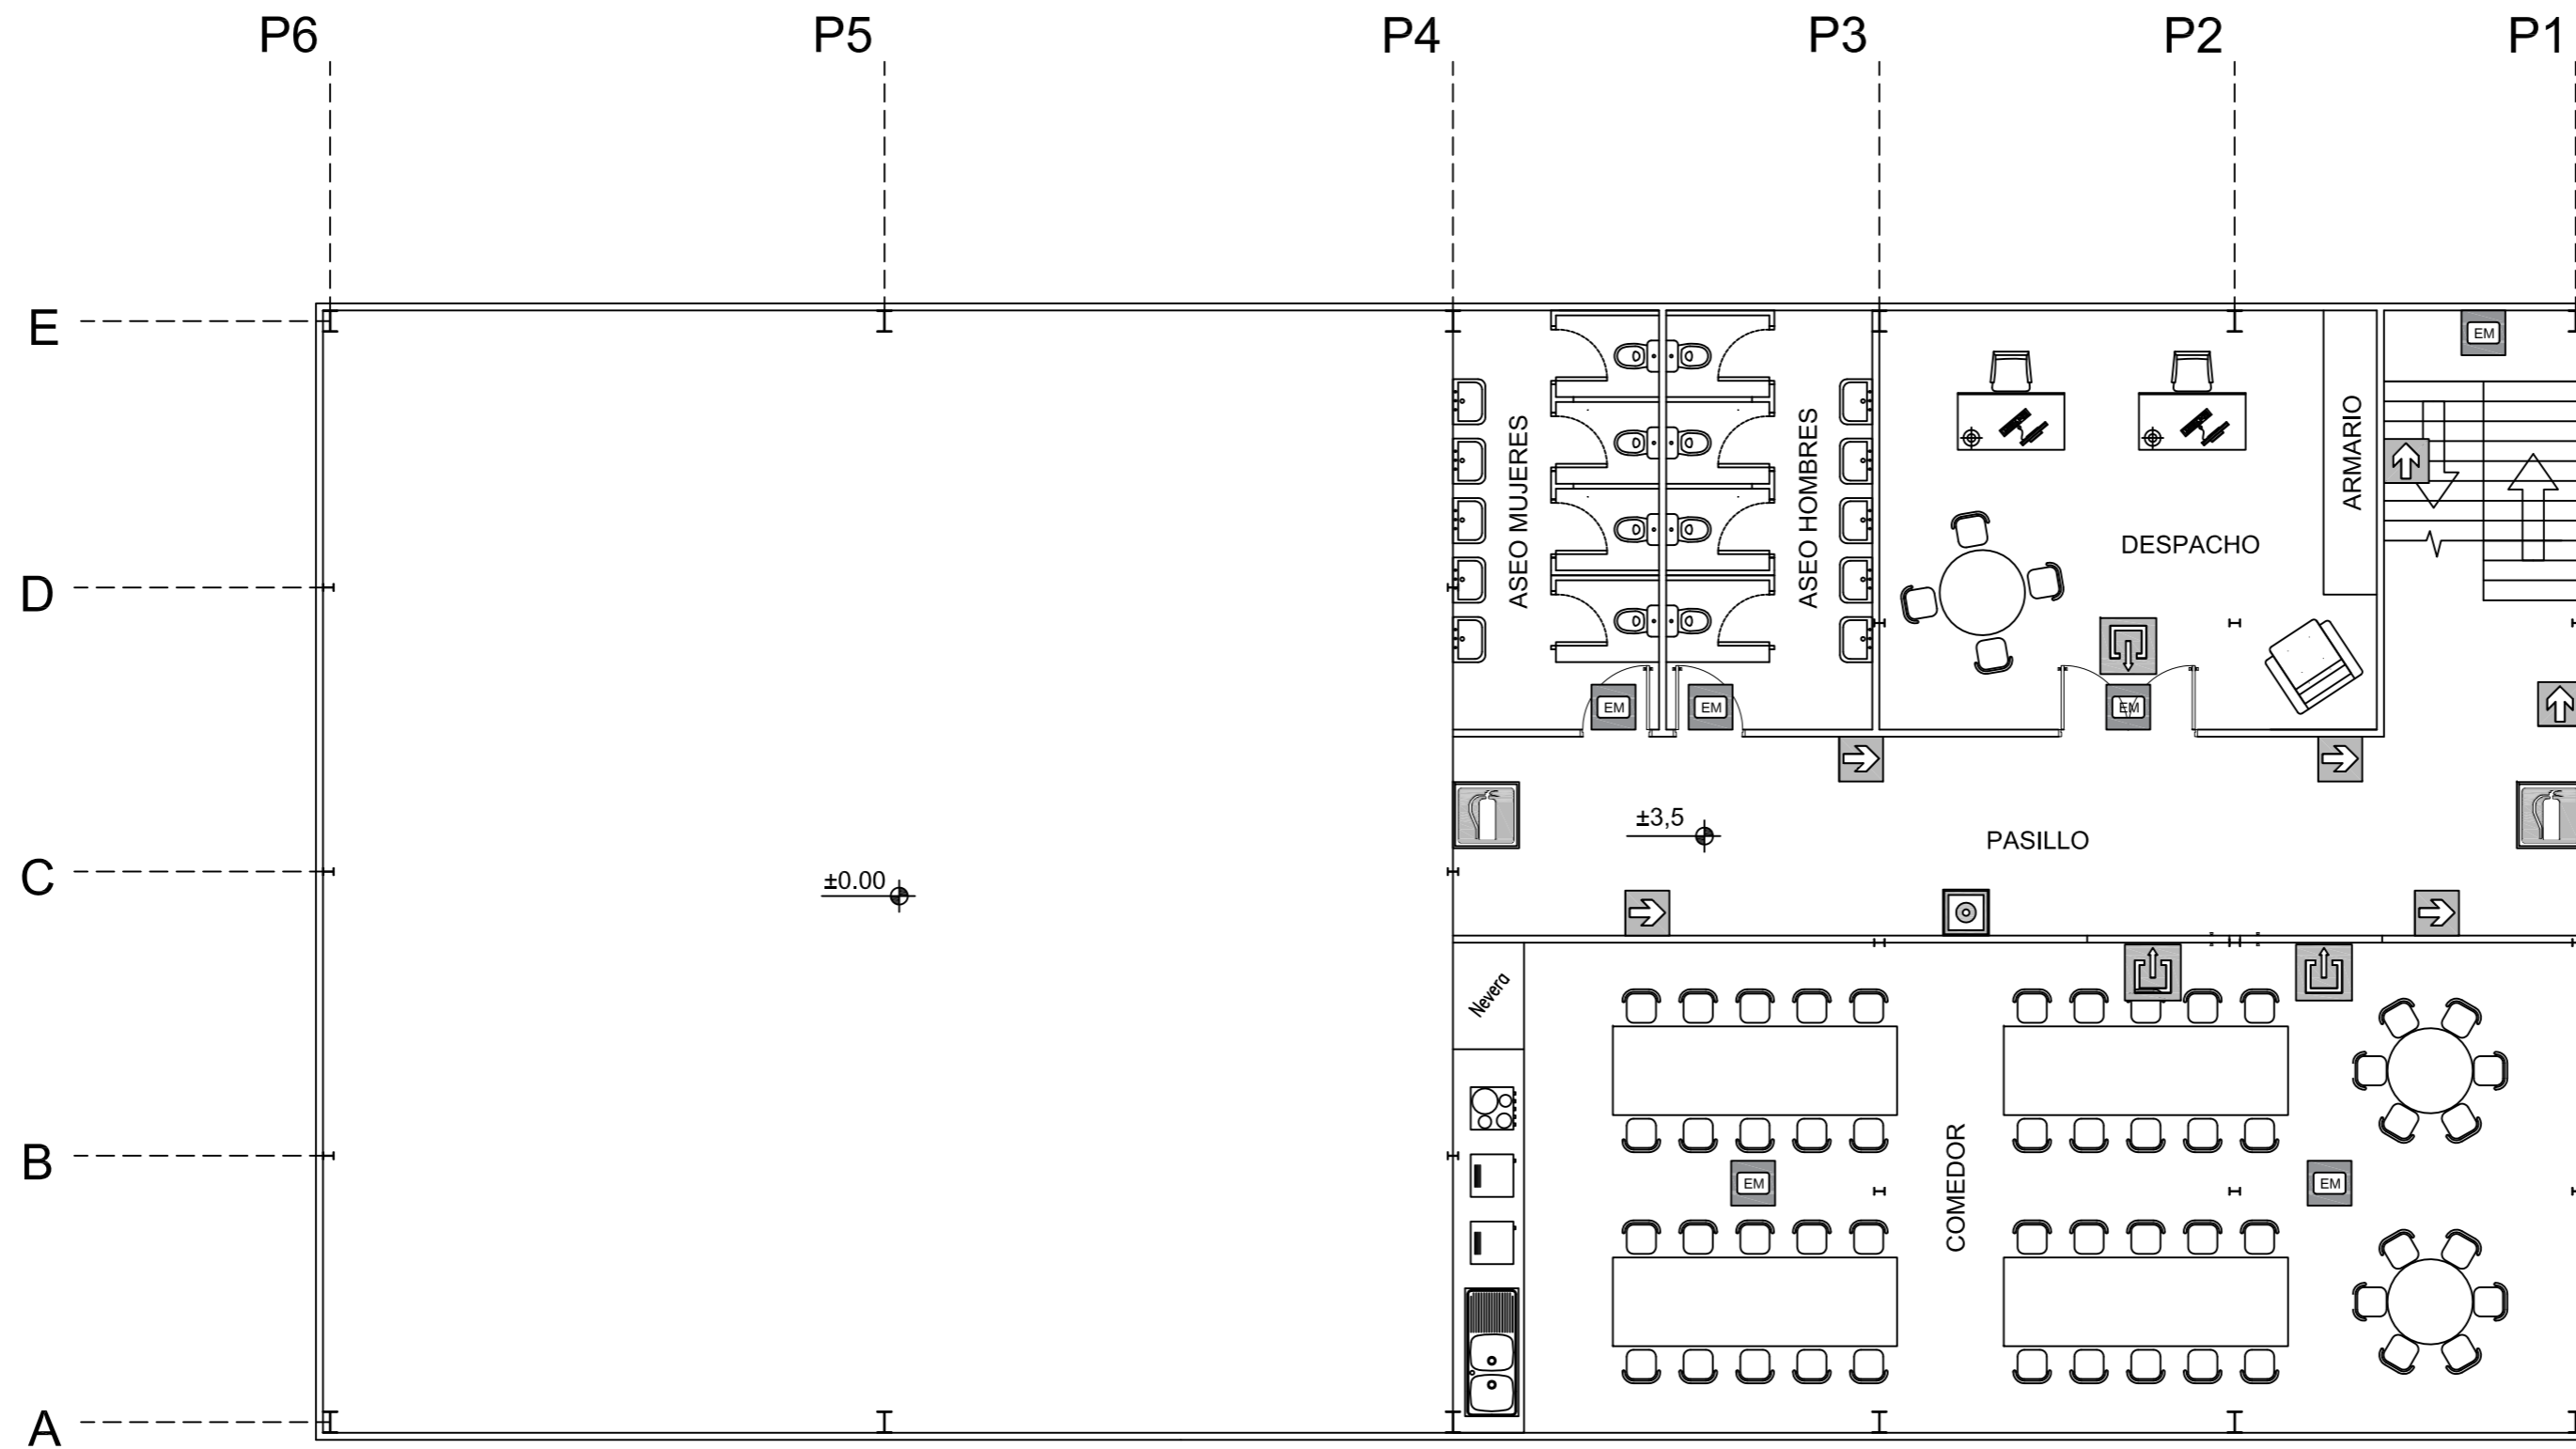 P6 P5 P4 P3 P2 P1
E
EM
ARMARIO
ASEO MUJERES
ASEO HOMBRES
DESPACHO
D
EM
EM
EM
±3,5
PASILLO
C
±0.00
Nevera
B
COMEDOR
EM
EM
A